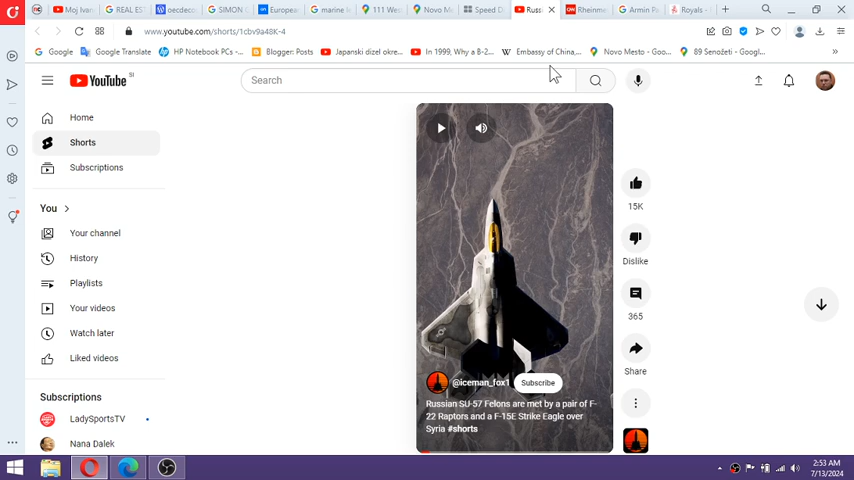 Moj Ivan
REAL EST
oecdeco
SIMON C
Europear
marine i
111 Wes
Novo M
Speed D
Russi
Rheinme
Armin Pa
Royals -
www.youtube.com/shorts/1cbv9a48K-4
Google
Google Translate
HP Notebook PCs -...
Blogger: Posts
Japanski dizel okre...
In 1999, Why a B-2...
Embassy of China,...
Novo Mesto - Goo...
89 Senožeti - Googl...
YouTube SI
Search
Home
Shorts
Subscriptions
You
Your channel
History
Playlists
Your videos
Watch later
Liked videos
Subscriptions
LadySportsTV
Nana Dalek
@iceman_fox1
Subscribe
Russian SU-57 Felons are met by a pair of F-
22 Raptors and a F-15E Strike Eagle over
Syria #shorts
15K
Dislike
365
Share
2:53 AM
7/13/2024